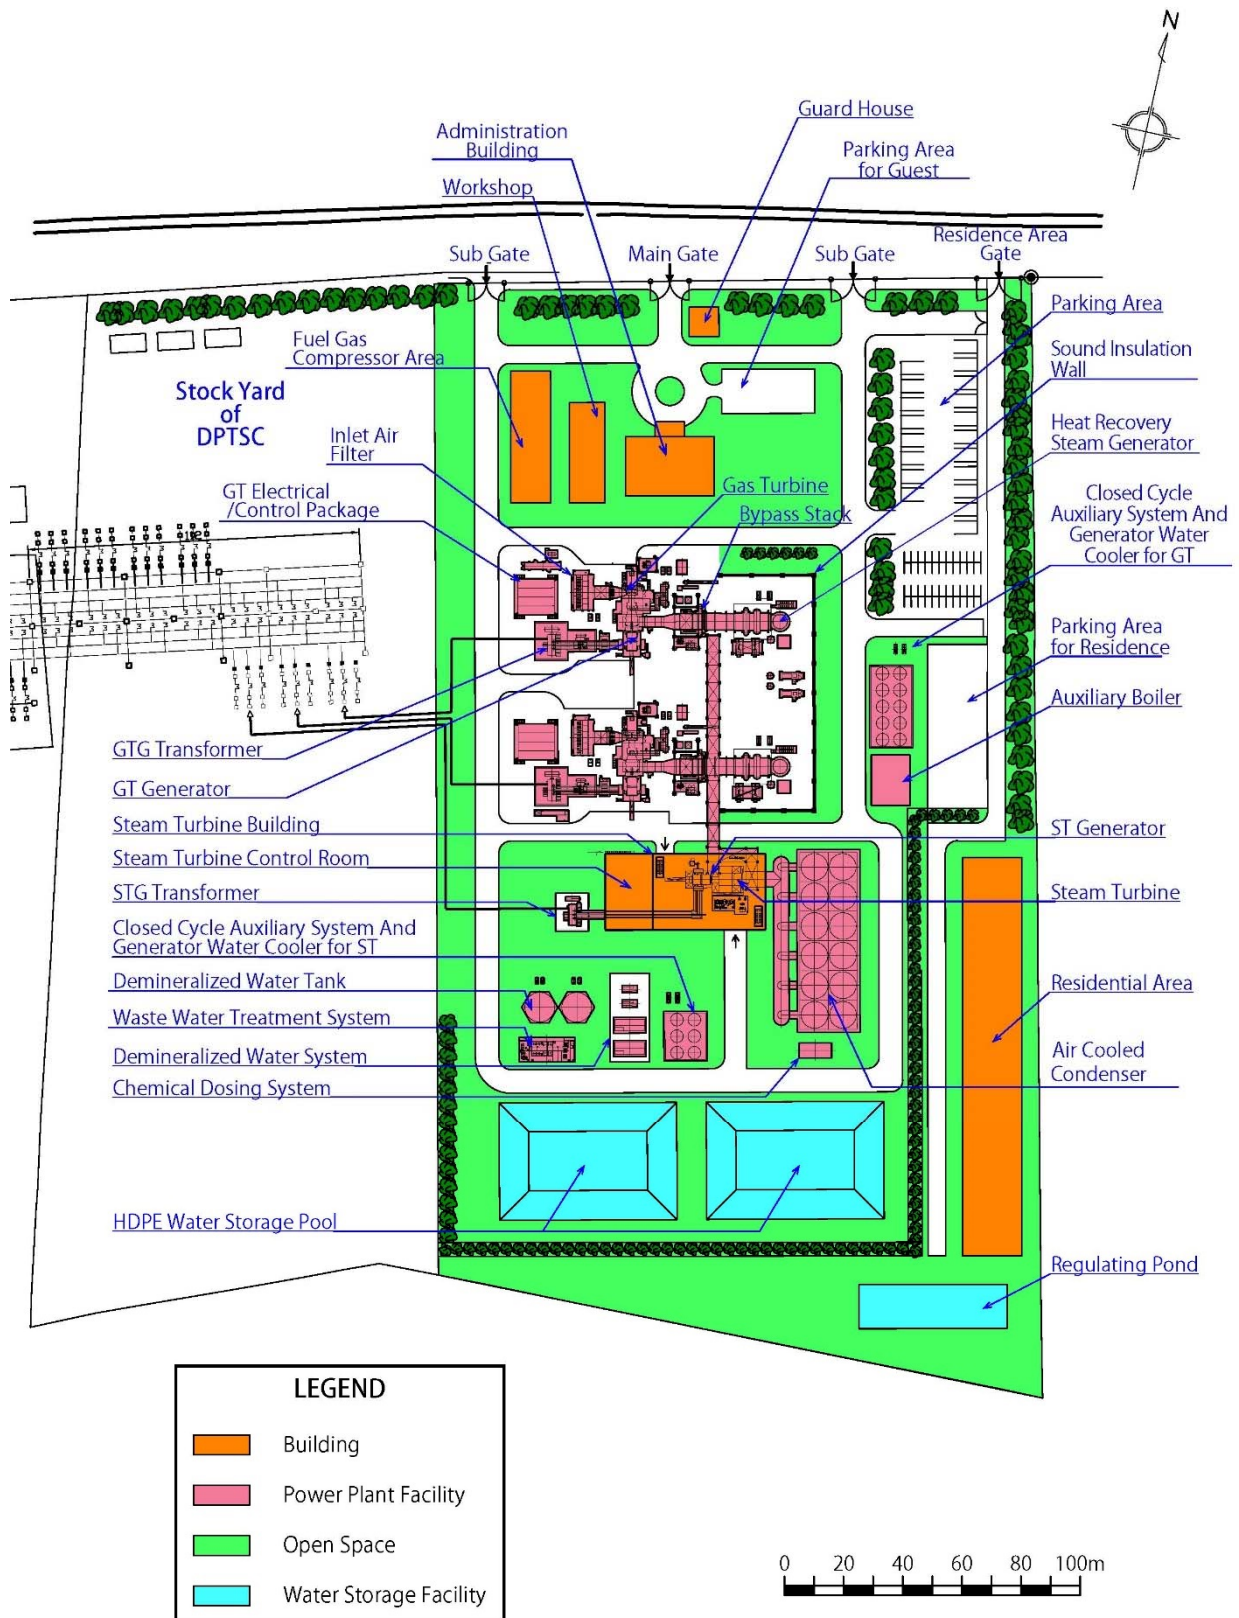 N
Guard House
Administration
Building
Parking Area
for Guest
Workshop
Sub Gate
Main Gate
Sub Gate
Residence Area
Gate
Parking Area
Fuel Gas
Compressor Area
Sound Insulation
Wall
Stock Yard
of
DPTSC
Inlet Air
Filter
Heat Recovery
Steam Generator
GT Electrical
/Control Package
Gas Turbine
Bypass Stack
Closed Cycle
Auxiliary System And
Generator Water
Cooler for GT
Parking Area
for Residence
Auxiliary Boiler
GTG Transformer
GT Generator
Steam Turbine Building
ST Generator
Steam Turbine Control Room
STG Transformer
Steam Turbine
Closed Cycle Auxiliary System And
Generator Water Cooler for ST
Demineralized Water Tank
Residential Area
Waste Water Treatment System
Demineralized Water System
Air Cooled
Condenser
Chemical Dosing System
HDPE Water Storage Pool
Regulating Pond
LEGEND
Building
Power Plant Facility
Open Space
Water Storage Facility
0 20 40 60 80 100m